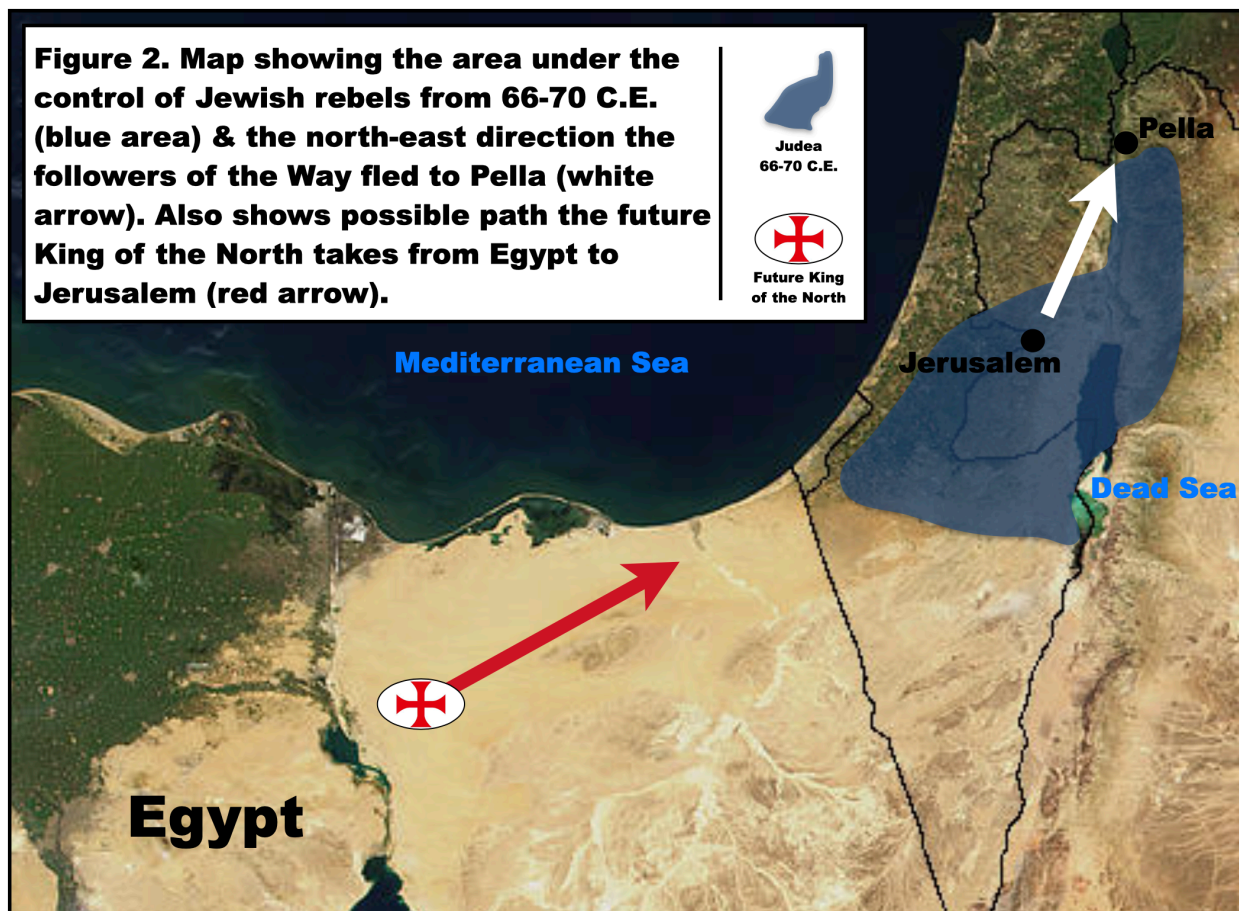 Figure 2. Map showing the area under the
control of Jewish rebels from 66-70 C.E.
(blue area) & the north-east direction the
followers of the Way fled to Pella (white
arrow). Also shows possible path the future
King of the North takes from Egypt to
Jerusalem (red arrow).
Judea
66-70 C.E.
Future King
of the North
Pella
Jerusalem
Mediterranean Sea
Dead Sea
Egypt